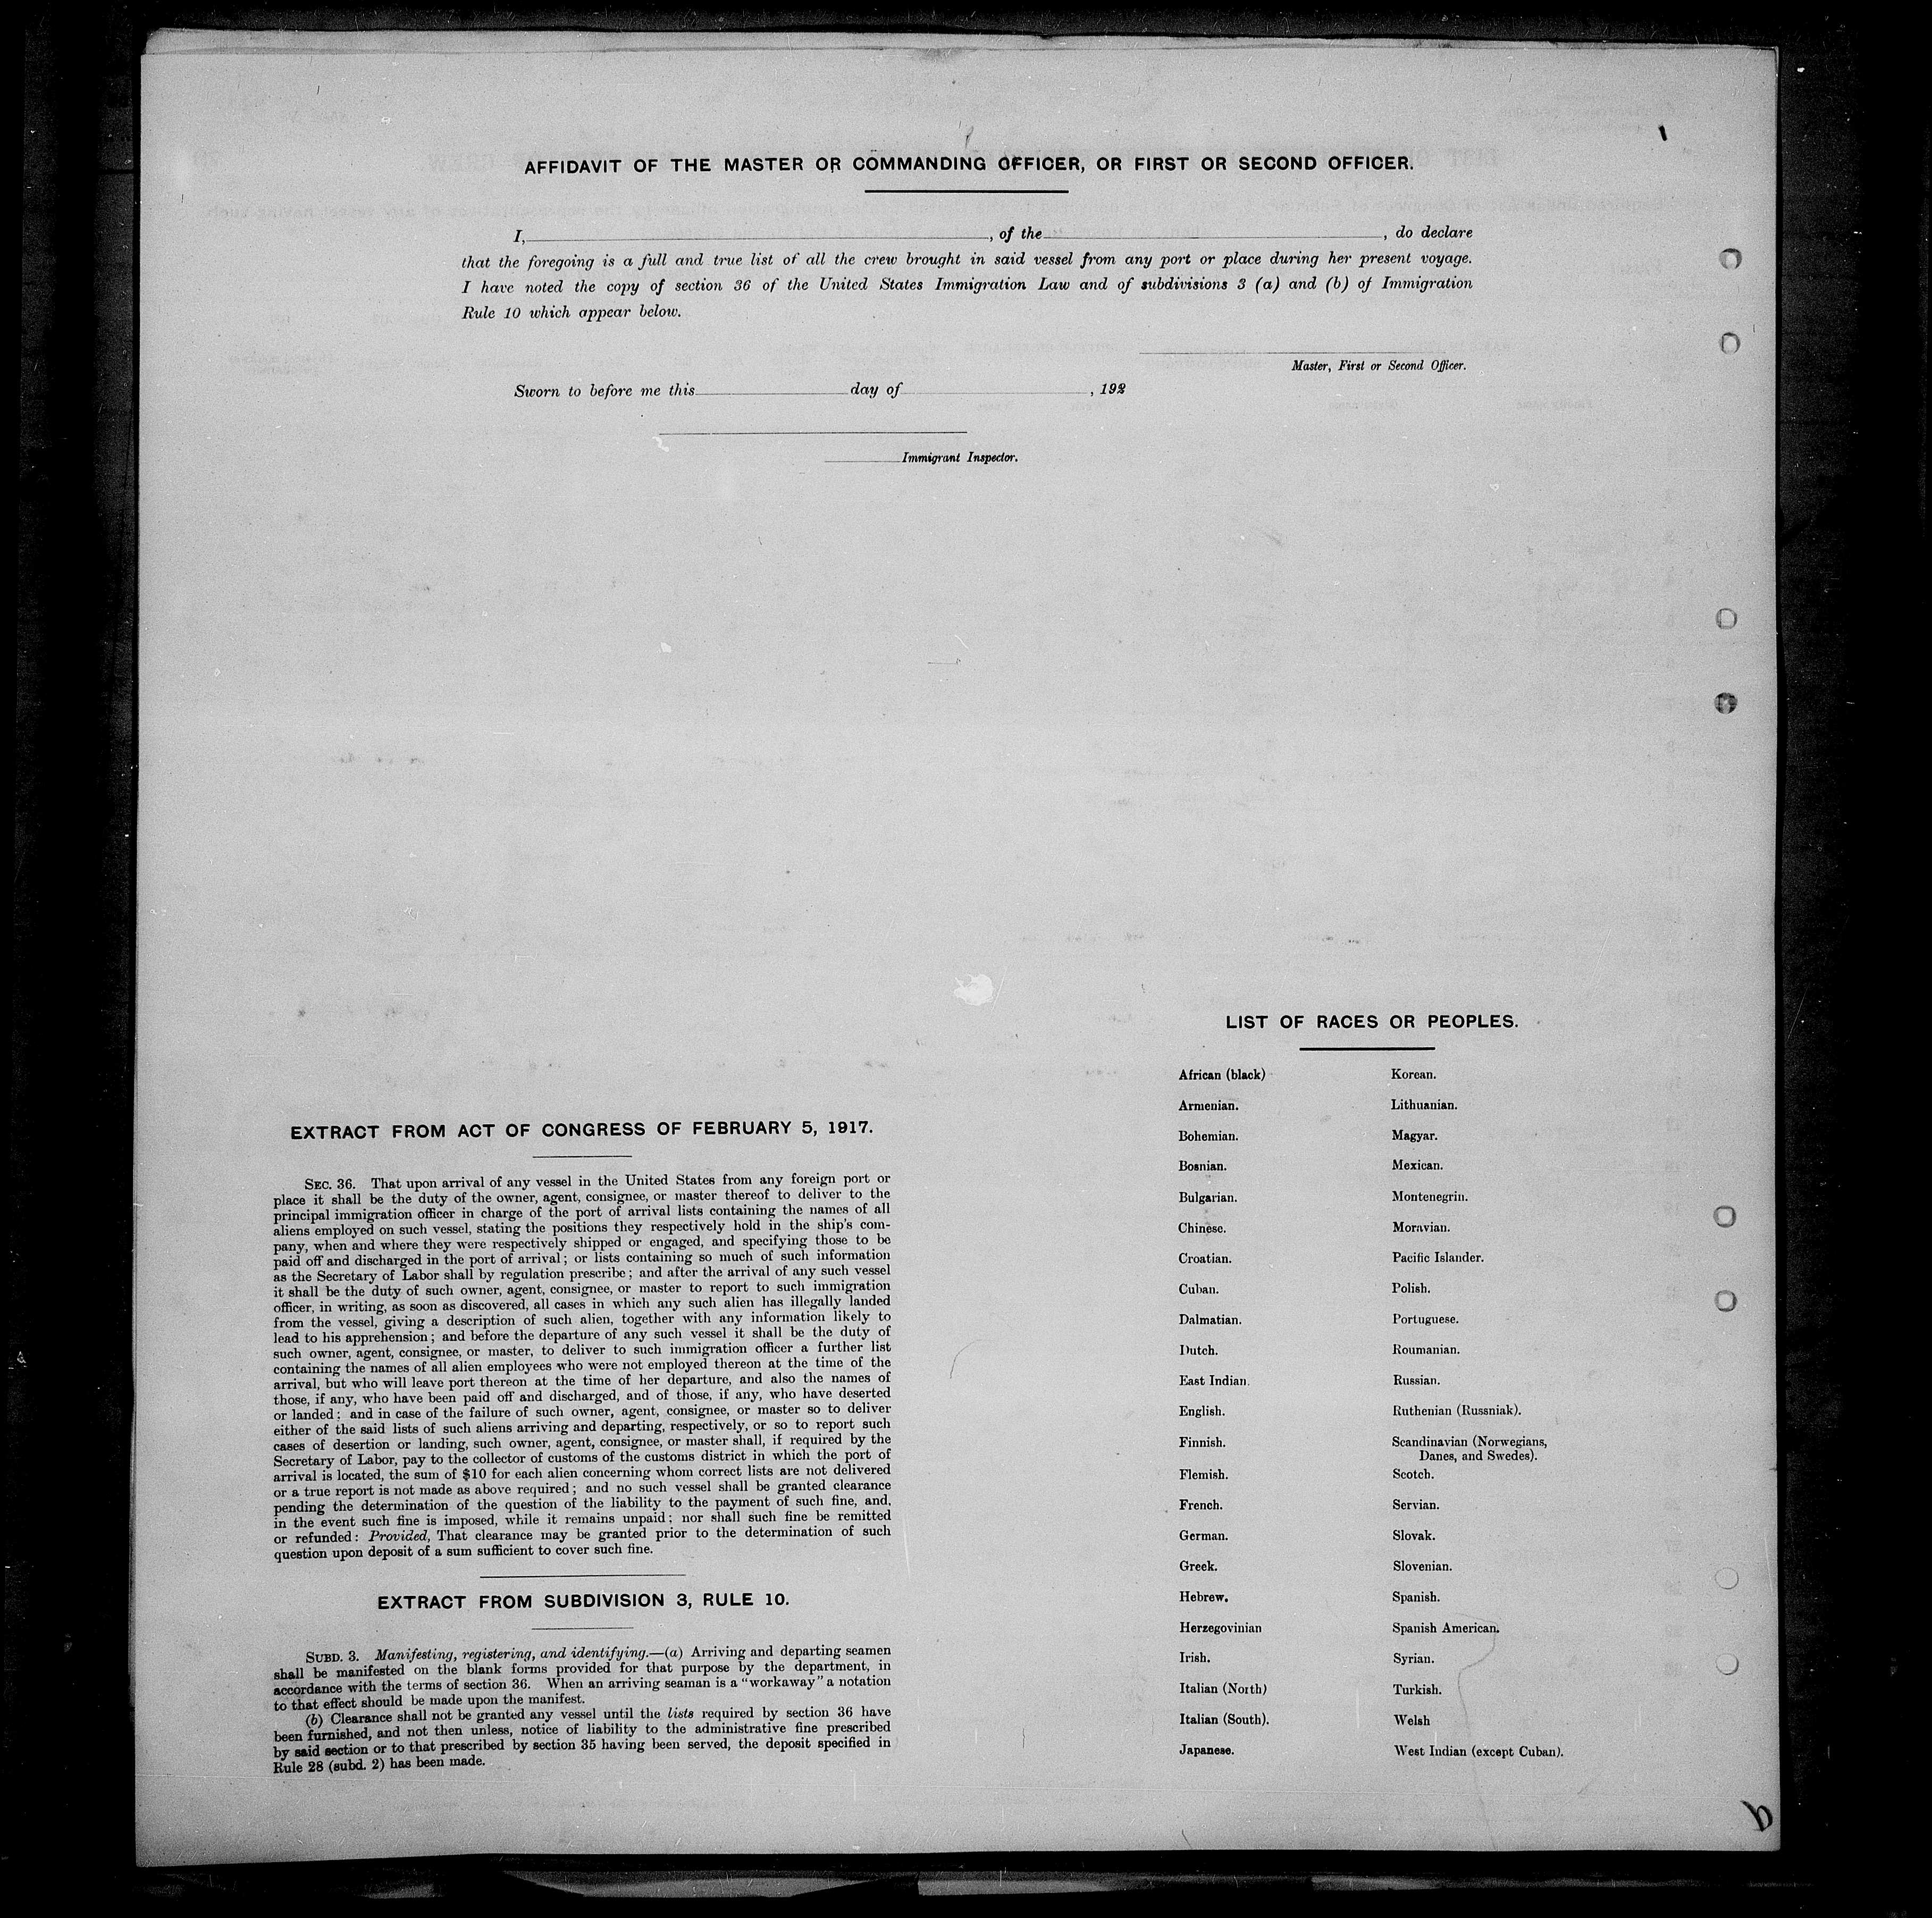 AFFIDAVIT OF THE MASTER OR COMMANDING OFFICER, OR FIRST OR SECOND OFFICER.
I, , of the , do declare
that the foregoing is a full and true list of all the crew brought in said vessel from any port or place during her present voyage.
I have noted the copy of section 36 of the United States Immigration Law and of subdivisions 3 (a) and (b) of Immigration
Rule 10 which appear below.
Master, First or Second Officer.
Sworn to before me this day of , 192
Immigrant Inspector.
EXTRACT FROM ACT OF CONGRESS OF FEBRUARY 5, 1917.
SEC. 36. That upon arrival of any vessel in the United States from any foreign port or
place it shall be the duty of the owner, agent, consignee, or master thereof to deliver to the
principal immigration officer in charge of the port of arrival lists containing the names of all
aliens employed on such vessel, stating the positions they respectively hold in the ship's com-
pany, when and where they were respectively shipped or engaged, and specifying those to be
paid off and discharged in the port of arrival; or lists containing so much of such information
as the Secretary of Labor shall by regulation prescribe; and after the arrival of any such vessel
it shall be the duty of such owner, agent, consignee, or master to report to such immigration
officer, in writing, as soon as discovered, all cases in which any such alien has illegally landed
from the vessel, giving a description of such alien, together with any information likely to
lead to his apprehension; and before the departure of any such vessel it shall be the duty of
such owner, agent, consignee, or master, to deliver to such immigration officer a further list
containing the names of all alien employees who were not employed thereon at the time of the
arrival, but who will leave port thereon at the time of her departure, and also the names of
those, if any, who have been paid off and discharged, and of those, if any, who have deserted
or landed; and in case of the failure of such owner, agent, consignee, or master so to deliver
either of the said lists of such aliens arriving and departing, respectively, or so to report such
cases of desertion or landing, such owner, agent, consignee, or master shall, if required by the
Secretary of Labor, pay to the collector of customs of the customs district in which the port of
arrival is located, the sum of $10 for each alien concerning whom correct lists are not delivered
or a true report is not made as above required; and no such vessel shall be granted clearance
pending the determination of the question of the liability to the payment of such fine, and,
in the event such fine is imposed, while it remains unpaid; nor shall such fine be remitted
or refunded: Provided, That clearance may be granted prior to the determination of such
question upon deposit of a sum sufficient to cover such fine.
EXTRACT FROM SUBDIVISION 3, RULE 10.
SUBD. 3. Manifesting, registering, and identifying.—(a) Arriving and departing seamen
shall be manifested on the blank forms provided for that purpose by the department, in
accordance with the terms of section 36. When an arriving seaman is a "workaway" a notation
to that effect should be made upon the manifest.
(b) Clearance shall not be granted any vessel until the lists required by section 36 have
been furnished, and not then unless, notice of liability to the administrative fine prescribed
by said section or to that prescribed by section 35 having been served, the deposit specified in
Rule 28 (subd. 2) has been made.
LIST OF RACES OR PEOPLES.
African (black)
Armenian.
Bohemian.
Bosnian.
Bulgarian.
Chinese.
Croatian.
Cuban.
Dalmatian.
Dutch.
East Indian.
English.
Finnish.
Flemish.
French.
German.
Greek.
Hebrew.
Herzegovinian
Irish.
Italian (North)
Italian (South).
Japanese.
Korean.
Lithuanian.
Magyar.
Mexican.
Montenegrin.
Moravian.
Pacific Islander.
Polish.
Portuguese.
Roumanian.
Russian.
Ruthenian (Russniak).
Scandinavian (Norwegians,
Danes, and Swedes).
Scotch.
Servian.
Slovak.
Slovenian.
Spanish.
Spanish American.
Syrian.
Turkish.
Welsh
West Indian (except Cuban).